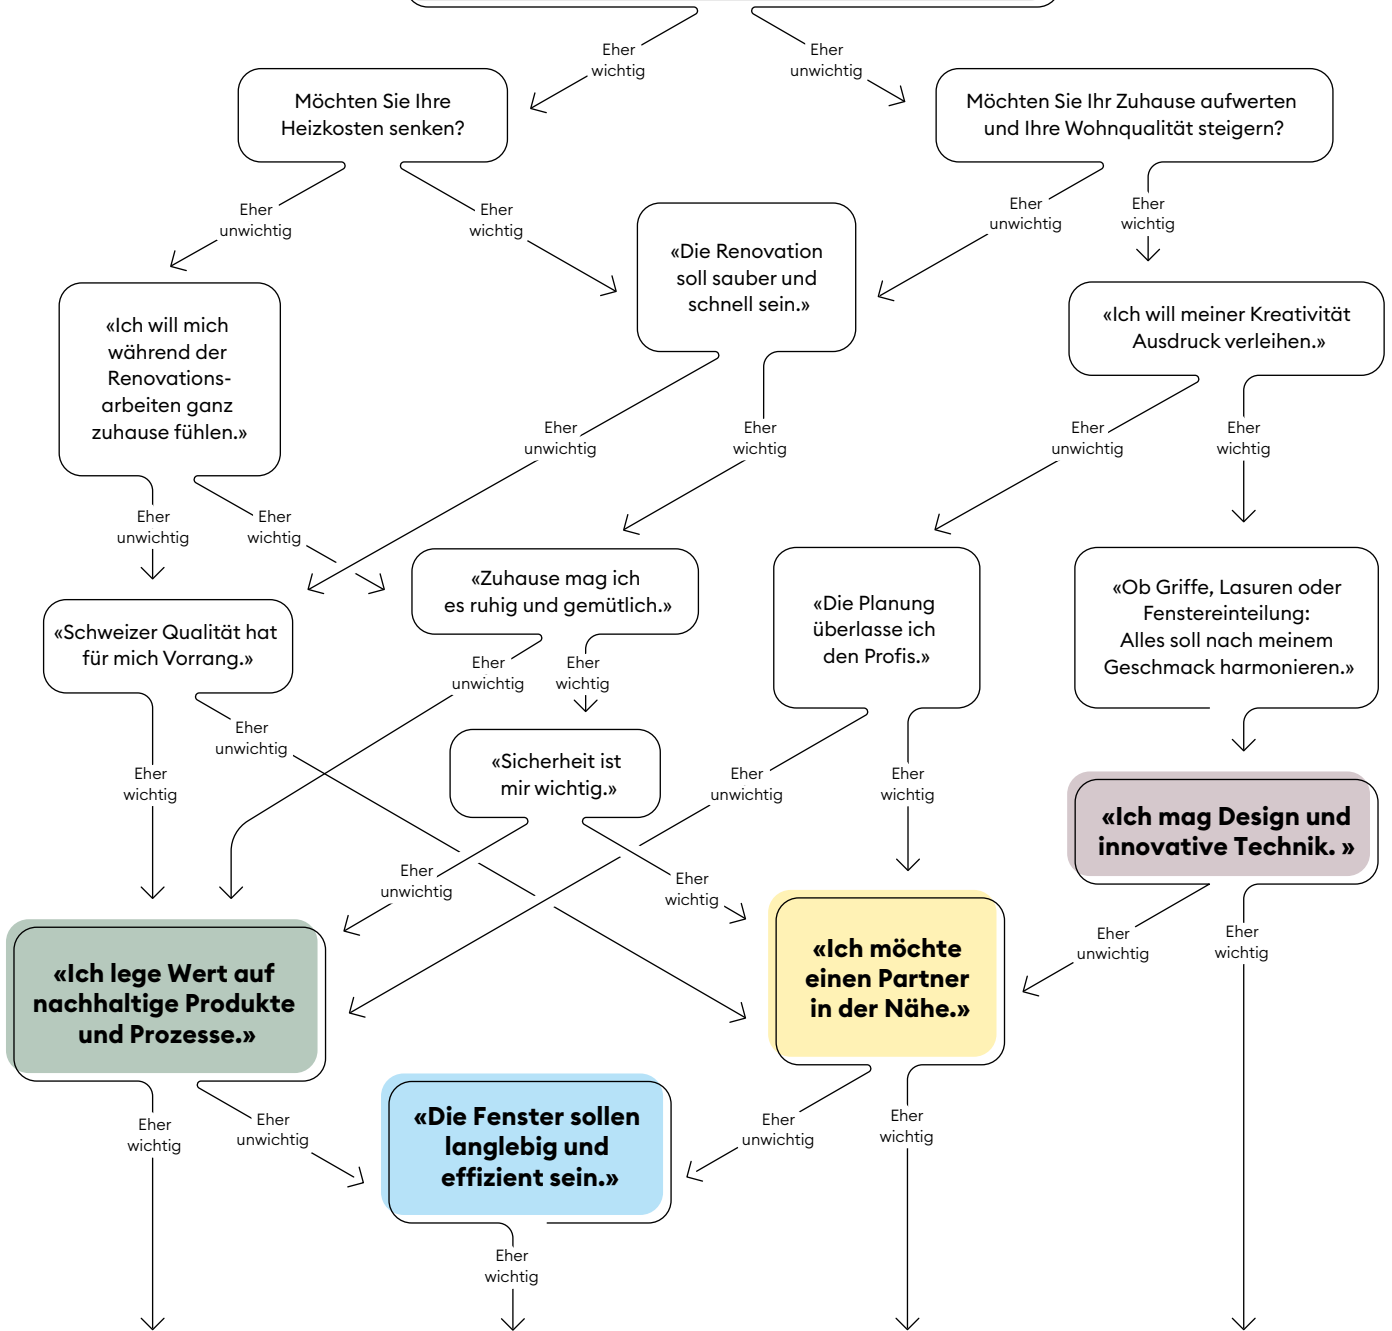 Eher
wichtig
Eher
unwichtig
Möchten Sie Ihre
Heizkosten senken?
Möchten Sie Ihr Zuhause aufwerten
und Ihre Wohnqualität steigern?
Eher
unwichtig
Eher
wichtig
Eher
unwichtig
Eher
wichtig
«Die Renovation
soll sauber und
schnell sein.»
«Ich will mich
während der
Renovations-
arbeiten ganz
zuhause fühlen.»
«Ich will meiner Kreativität
Ausdruck verleihen.»
Eher
unwichtig
Eher
wichtig
Eher
unwichtig
Eher
wichtig
Eher
unwichtig
Eher
wichtig
«Zuhause mag ich
es ruhig und gemütlich.»
«Die Planung
überlasse ich
den Profis.»
«Ob Griffe, Lasuren oder
Fenstereinteilung:
Alles soll nach meinem
Geschmack harmonieren.»
«Schweizer Qualität hat
für mich Vorrang.»
Eher
unwichtig
Eher
wichtig
Eher
unwichtig
«Sicherheit ist
mir wichtig.»
Eher
wichtig
Eher
unwichtig
Eher
wichtig
«Ich mag Design und
innovative Technik. »
Eher
unwichtig
Eher
wichtig
Eher
unwichtig
Eher
wichtig
«Ich lege Wert auf
nachhaltige Produkte
und Prozesse.»
«Ich möchte
einen Partner
in der Nähe.»
Eher
wichtig
Eher
unwichtig
«Die Fenster sollen
langlebig und
effizient sein.»
Eher
unwichtig
Eher
wichtig
Eher
wichtig